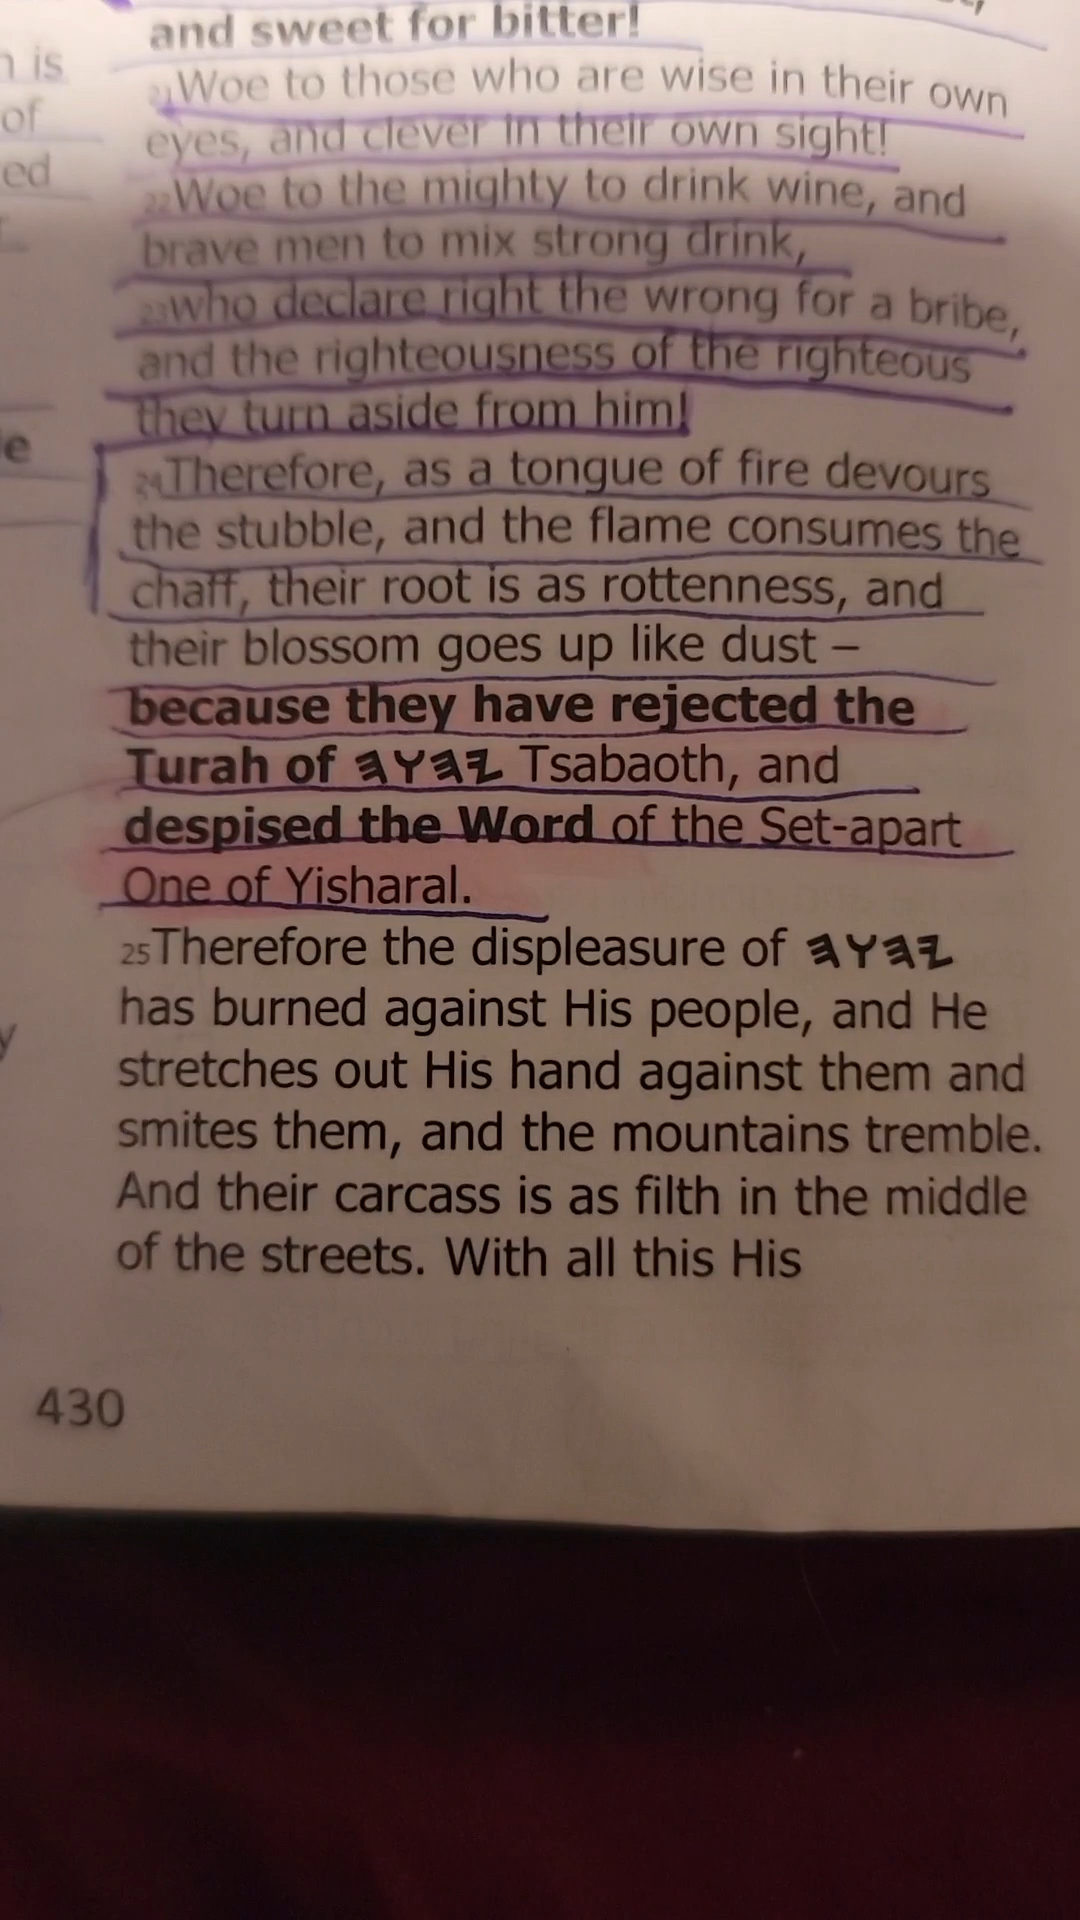 and sweet for bitter!
n is
21Woe to those who are wise in their own
of
eyes, and clever in their own sight!
ed
22Woe to the mighty to drink wine, and
brave men to mix strong drink,
23who declare right the wrong for a bribe,
and the righteousness of the righteous
they turn aside from him!
e
24Therefore, as a tongue of fire devours
the stubble, and the flame consumes the
chaff, their root is as rottenness, and
their blossom goes up like dust –
because they have rejected the
Turah of 𐤉𐤄𐤅𐤄 Tsabaoth, and
despised the Word of the Set-apart
One of Yisharal.
25Therefore the displeasure of 𐤉𐤄𐤅𐤄
has burned against His people, and He
y
stretches out His hand against them and
smites them, and the mountains tremble.
And their carcass is as filth in the middle
of the streets. With all this His
430